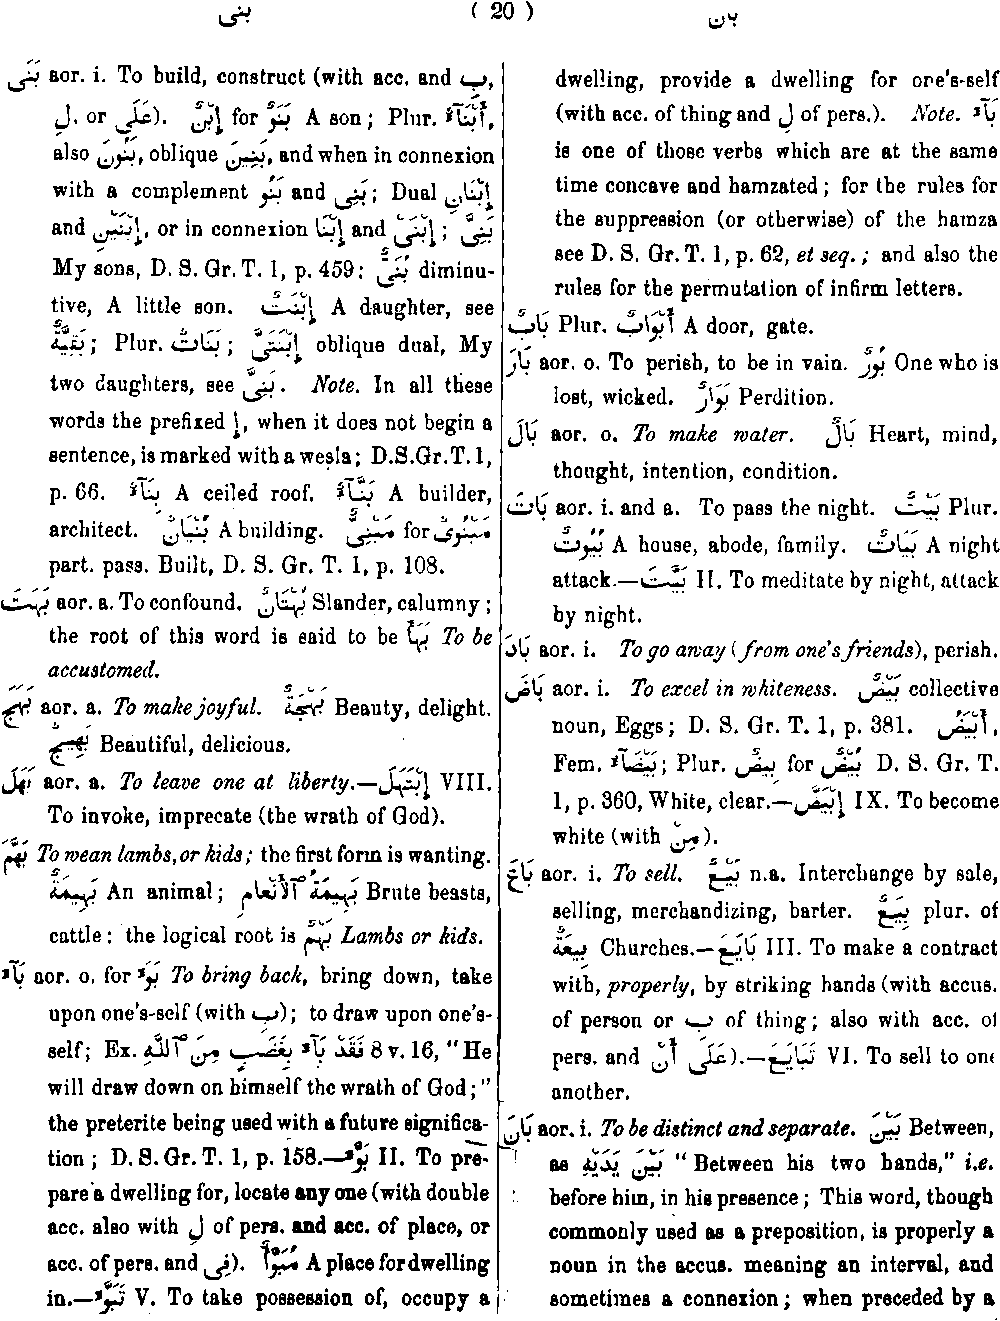 بنى ( 20 ) بان
بَنَى aor. i. To build, construct (with acc. and بِ,
لِ, or عَلَى). إِبْنٌ for بَنَوٌ A son; Plur. أَبْنَآءٌ,
also بَنُونَ, oblique بَنِينَ, and when in connexion
with a complement بَنُو and بَنِى; Dual إِبْنَانِ
and إِبْنَيْنِ, or in connexion إِبْنَا and إِبْنَىْ; بَنِىَّ
My sons, D. S. Gr. T. 1, p. 459; بُنَىٌّ diminu-
tive, A little son. إِبْنَتٌ A daughter, see
بَقِيَّةٌ; Plur. بَنَاتٌ; إِبْنَتَىَّ oblique dual, My
two daughters, see بَنِىَّ. Note. In all these
words the prefixed إ, when it does not begin a
sentence, is marked with a wesla; D.S.Gr.T. 1,
p. 66. بِنَآءٌ A ceiled roof. بَنَّآءٌ A builder,
architect. بُنْيَانٌ A building. مَبْنِىٌّ for مَبْنُوىٌ
part. pass. Built, D. S. Gr. T. 1, p. 108.
بَهَتَ aor. a. To confound. بُهْتَانٌ Slander, calumny;
the root of this word is said to be بَهَأَ To be
accustomed.
بَهَجَ aor. a. To make joyful. بَهْجَةٌ Beauty, delight.
بَهِيجٌ Beautiful, delicious.
بَهَلَ aor. a. To leave one at liberty.—إِبْتَهَلَ VIII.
To invoke, imprecate (the wrath of God).
بَهَّمَ To wean lambs, or kids; the first form is wanting.
بَهِيمَةٌ An animal; بَهِيمَةُ ٱلْأَنْعَامِ Brute beasts,
cattle: the logical root is بَهْمٌ Lambs or kids.
بَآءَ aor. o. for بَوَءَ To bring back, bring down, take
upon one's-self (with بِ); to draw upon one's-
self; Ex. فَقَدْ بَآءَ بِغَضَبٍ مِنَ ٱللّٰهِ 8 v. 16, "He
will draw down on himself the wrath of God;"
the preterite being used with a future significa-
tion; D. S. Gr. T. 1, p. 158.—بَوَّءَ II. To pre-
pare a dwelling for, locate any one (with double
acc. also with لِ of pers. and acc. of place, or
acc. of pers. and فِى). مُبَوَّأٌ A place for dwelling
in.—تَبَوَّءَ V. To take possession of, occupy a
dwelling, provide a dwelling for one's-self
(with acc. of thing and لِ of pers.). Note. بَآءَ
is one of those verbs which are at the same
time concave and hamzated; for the rules for
the suppression (or otherwise) of the hamza
see D. S. Gr. T. 1, p. 62, et seq.; and also the
rules for the permutation of infirm letters.
بَابٌ Plur. أَبْوَابٌ A door, gate.
بَارَ aor. o. To perish, to be in vain. بُورٌ One who is
lost, wicked. بَوَارٌ Perdition.
بَالَ aor. o. To make water. بَالٌ Heart, mind,
thought, intention, condition.
بَاتَ aor. i. and a. To pass the night. بَيْتٌ Plur.
بُيُوتٌ A house, abode, family. بَيَاتٌ A night
attack.—بَيَّتَ II. To meditate by night, attack
by night.
بَادَ aor. i. To go away (from one's friends), perish.
بَاضَ aor. i. To excel in whiteness. بَيْضٌ collective
noun, Eggs; D. S. Gr. T. 1, p. 381. أَبْيَضُ,
Fem. بَيْضَآءُ; Plur. بِيضٌ for بُيْضٌ D. S. Gr. T.
1, p. 360, White, clear.—إِبْيَضَّ IX. To become
white (with مِنْ).
بَاعَ aor. i. To sell. بَيْعٌ n.a. Interchange by sale,
selling, merchandizing, barter. بِيَعٌ plur. of
بِيعَةٌ Churches.—بَايَعَ III. To make a contract
with, properly, by striking hands (with accus.
of person or بِ of thing; also with acc. of
pers. and عَلَى أَنْ).—تَبَايَعَ VI. To sell to one
another.
بَانَ aor. i. To be distinct and separate. بَيْنَ Between,
as بَيْنَ يَدَيْهِ "Between his two hands," i.e.
before him, in his presence; This word, though
commonly used as a preposition, is properly a
noun in the accus. meaning an interval, and
sometimes a connexion; when preceded by a